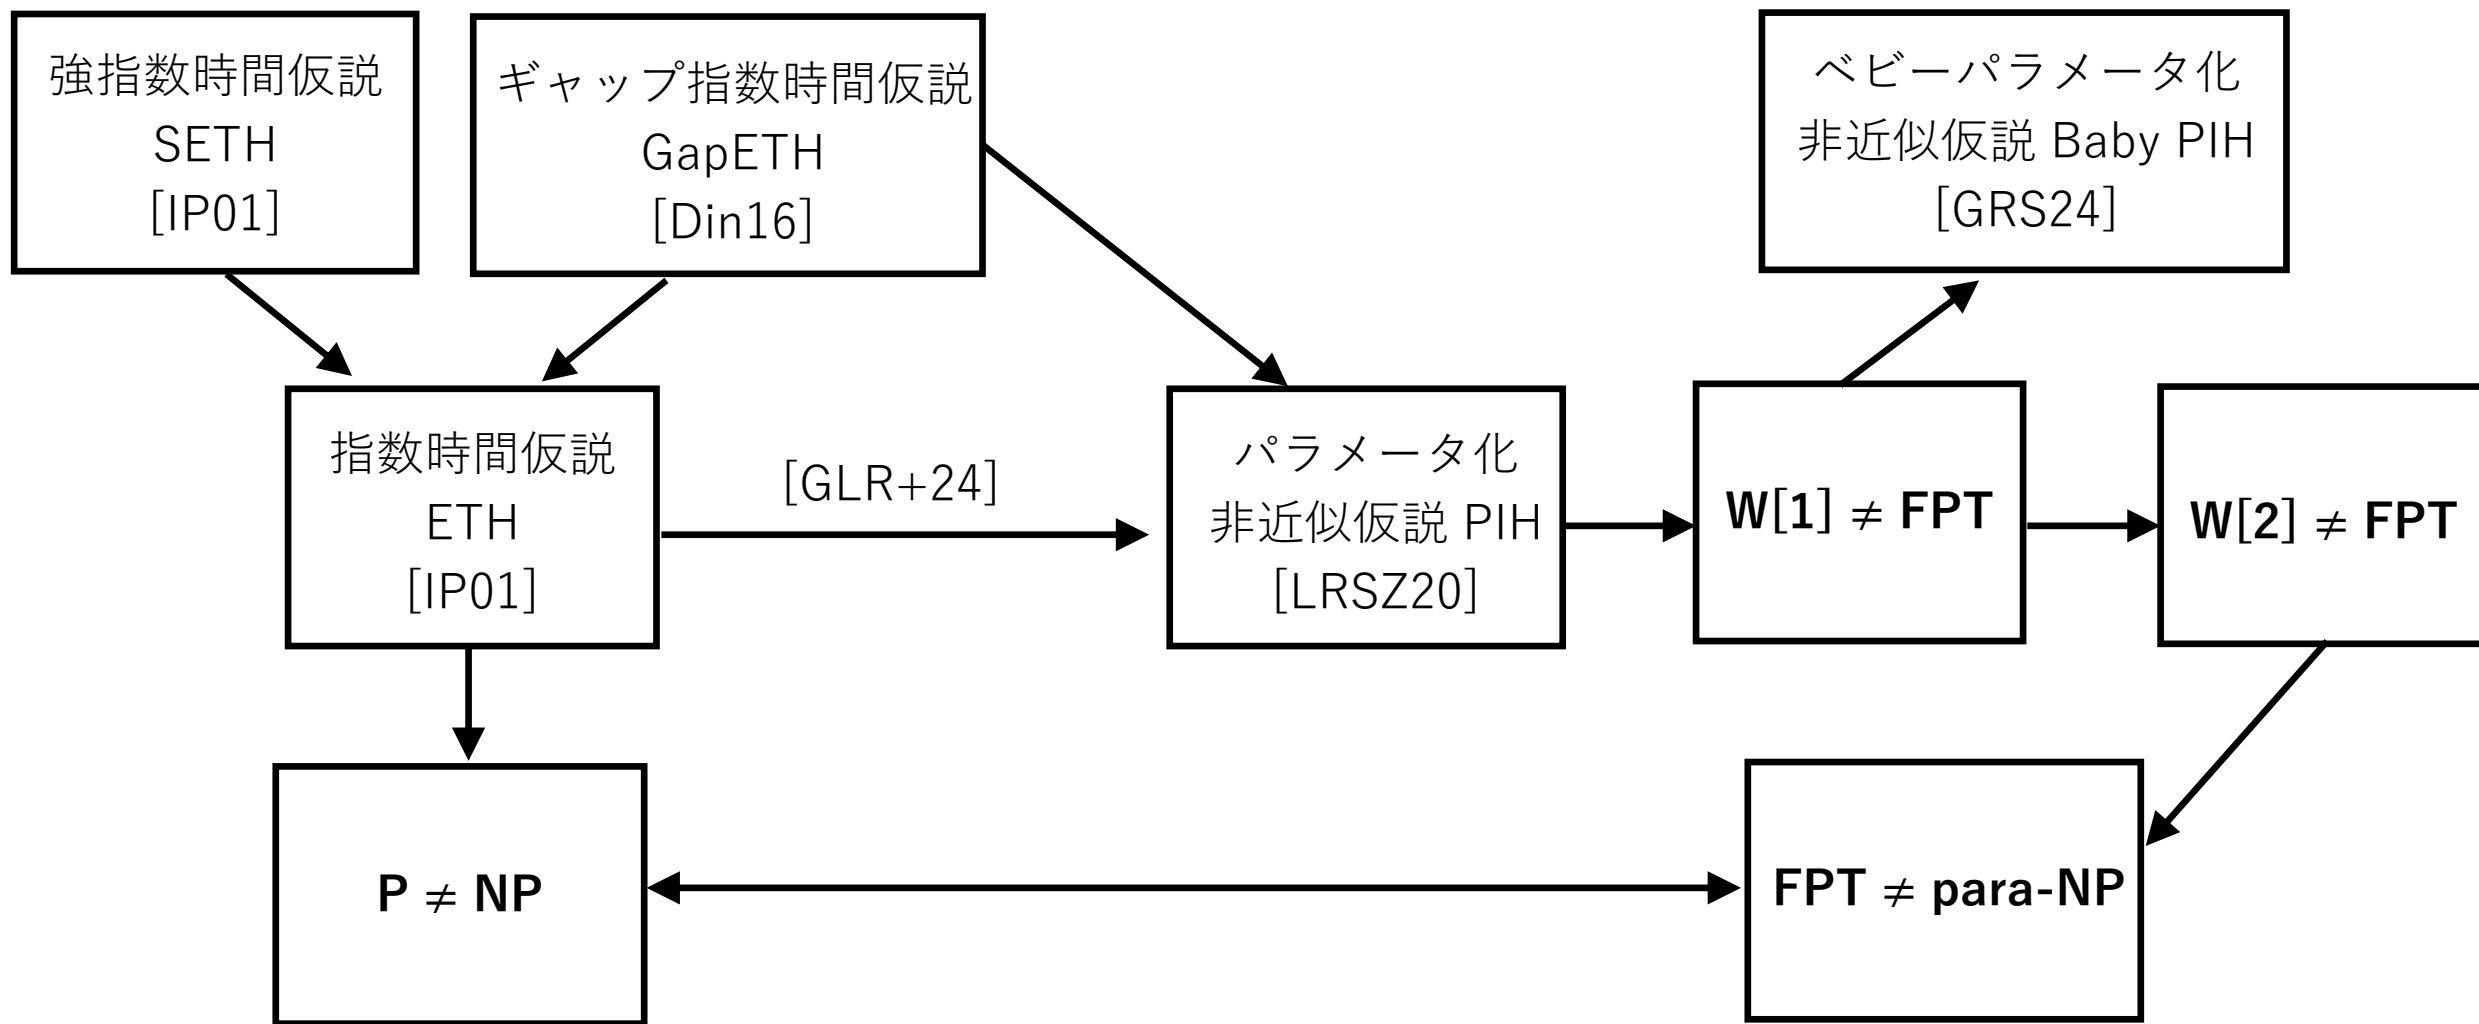 強指数時間仮説
SETH
[IP01]
ギャップ指数時間仮説
GapETH
[Din16]
ベビーパラメータ化
非近似仮説 Baby PIH
[GRS24]
指数時間仮説
ETH
[IP01]
[GLR+24]
パラメータ化
非近似仮説 PIH
[LRSZ20]
W[1] ≠ FPT
W[2] ≠ FPT
P ≠ NP
FPT ≠ para-NP